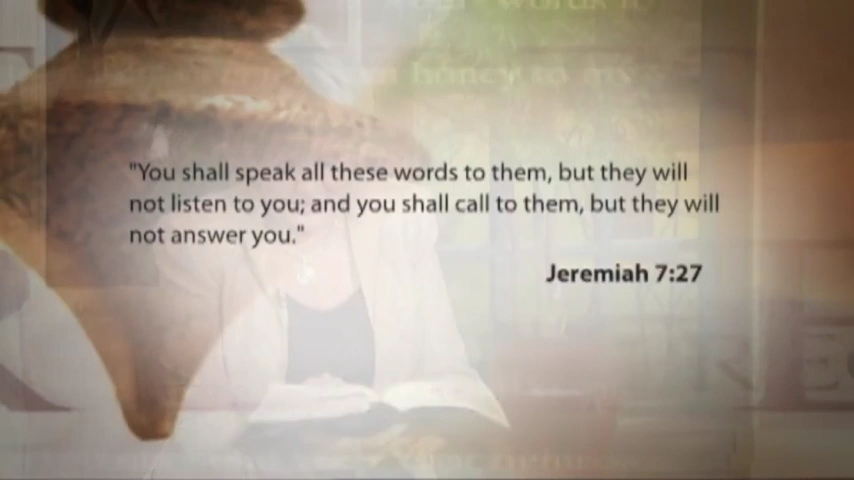 honey to my
"You shall speak all these words to them, but they will
not listen to you; and you shall call to them, but they will
not answer you."
Jeremiah 7:27